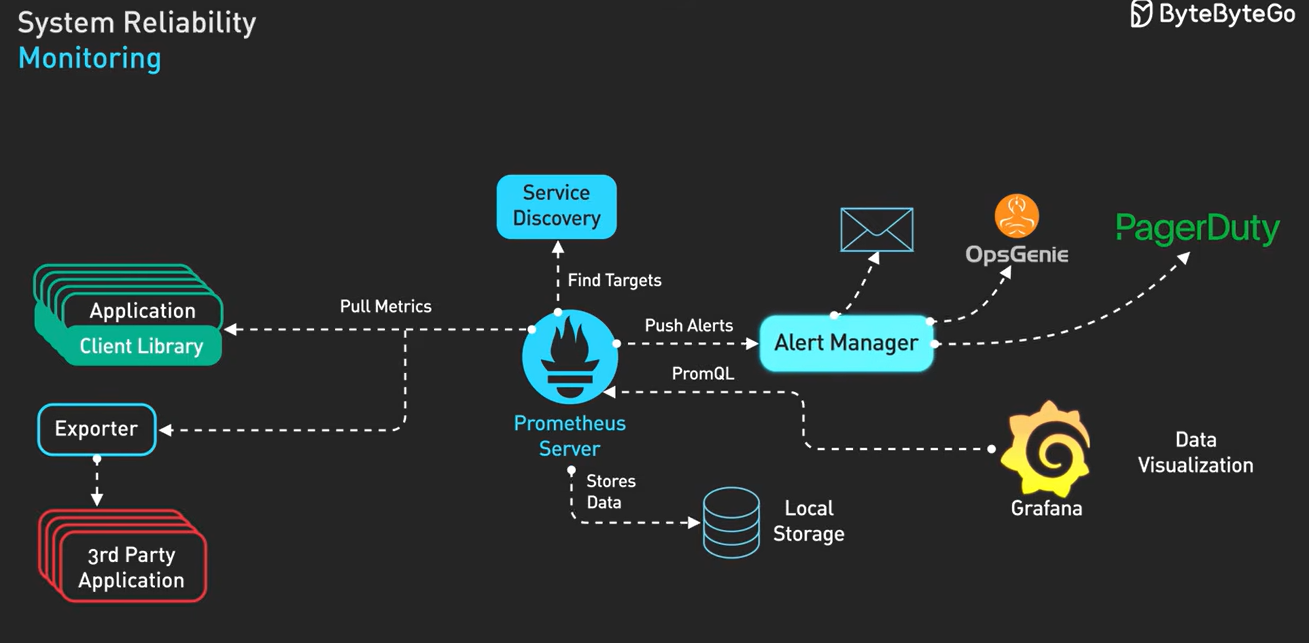 System Reliability
Monitoring
ByteByteGo
Service
Discovery
Find Targets
OpsGenie
PagerDuty
Application
Client Library
Pull Metrics
Push Alerts
Alert Manager
PromQL
Exporter
Prometheus
Server
Data
Visualization
Grafana
Stores
Data
Local
Storage
3rd Party
Application